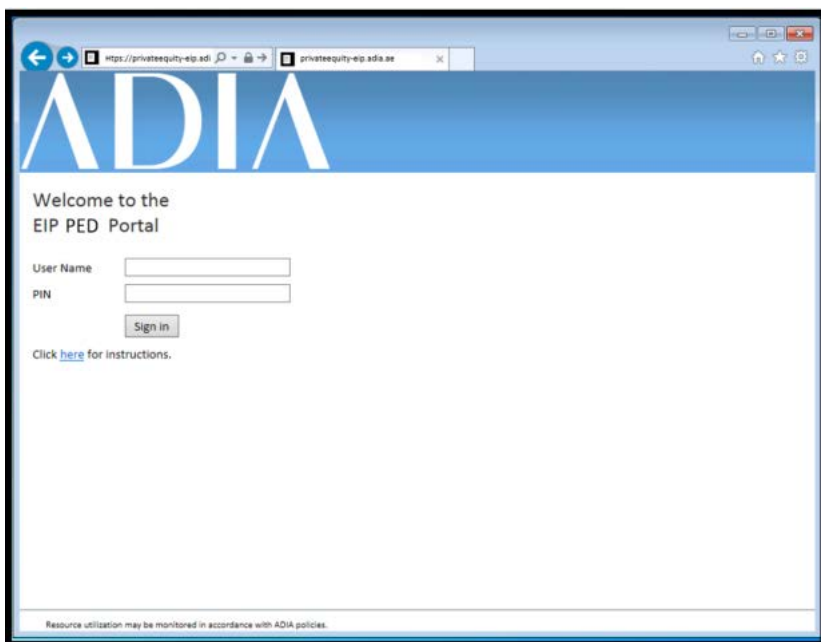 https://privateequity-eip.adi
privateequity-eip.adia.ae
ADIA
Welcome to the
EIP PED Portal
User Name
PIN
Sign in
Click here for instructions.
Resource utilization may be monitored in accordance with ADIA policies.